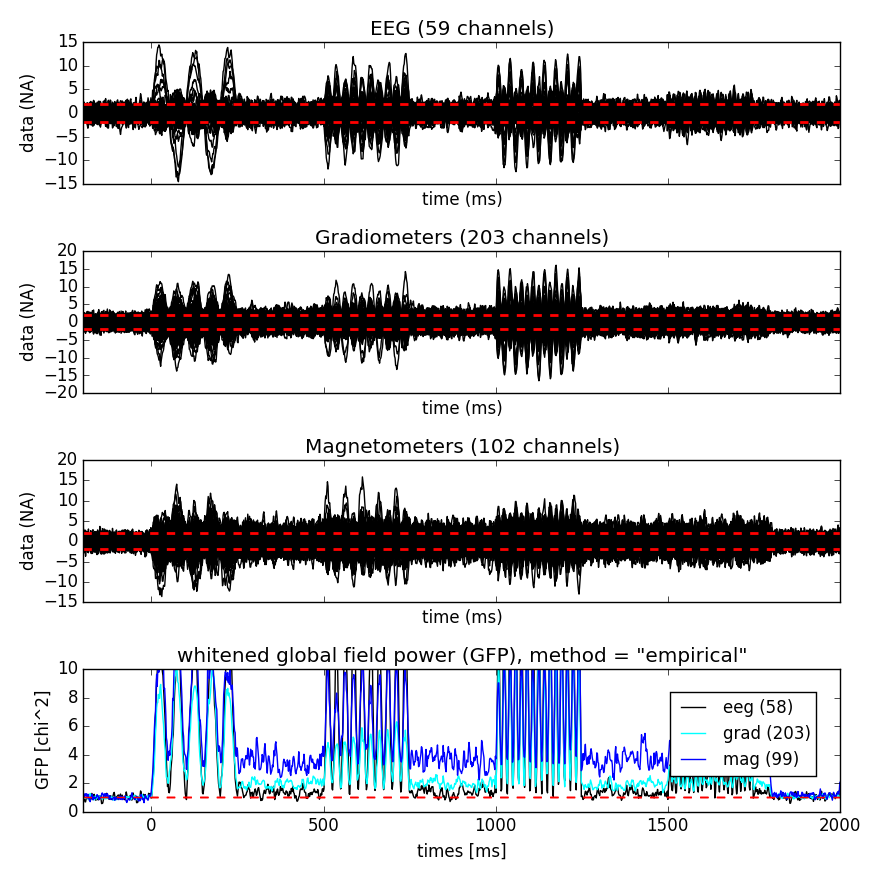 EEG (59 channels)
15
10
5
0
−5
−10
−15
data (NA)
time (ms)
Gradiometers (203 channels)
20
15
10
5
0
−5
−10
−15
−20
data (NA)
time (ms)
Magnetometers (102 channels)
20
15
10
5
0
−5
−10
−15
data (NA)
time (ms)
whitened global field power (GFP), method = "empirical"
10
8
6
4
2
0
GFP [chi^2]
eeg (58)
grad (203)
mag (99)
0 500 1000 1500 2000
times [ms]